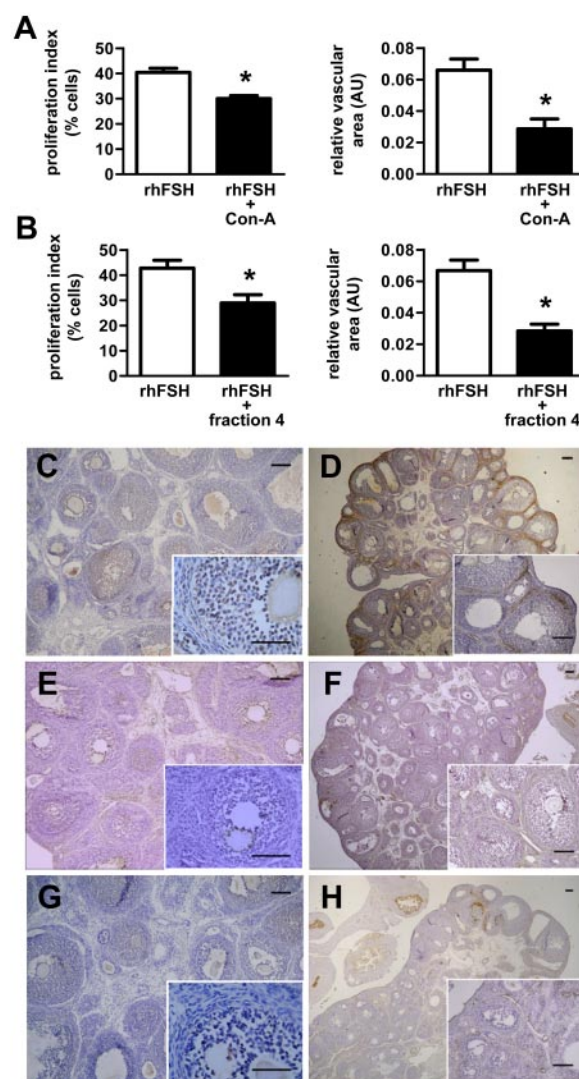 A
proliferation index
(% cells)
50
40
30
20
10
0
*
rhFSH
rhFSH
+
Con-A
relative vascular
area (AU)
0.08
0.06
0.04
0.02
0.00
*
rhFSH
rhFSH
+
Con-A
B
proliferation index
(% cells)
50
40
30
20
10
0
*
rhFSH
rhFSH
+
fraction 4
relative vascular
area (AU)
0.08
0.06
0.04
0.02
0.00
*
rhFSH
rhFSH
+
fraction 4
C
D
E
F
G
H